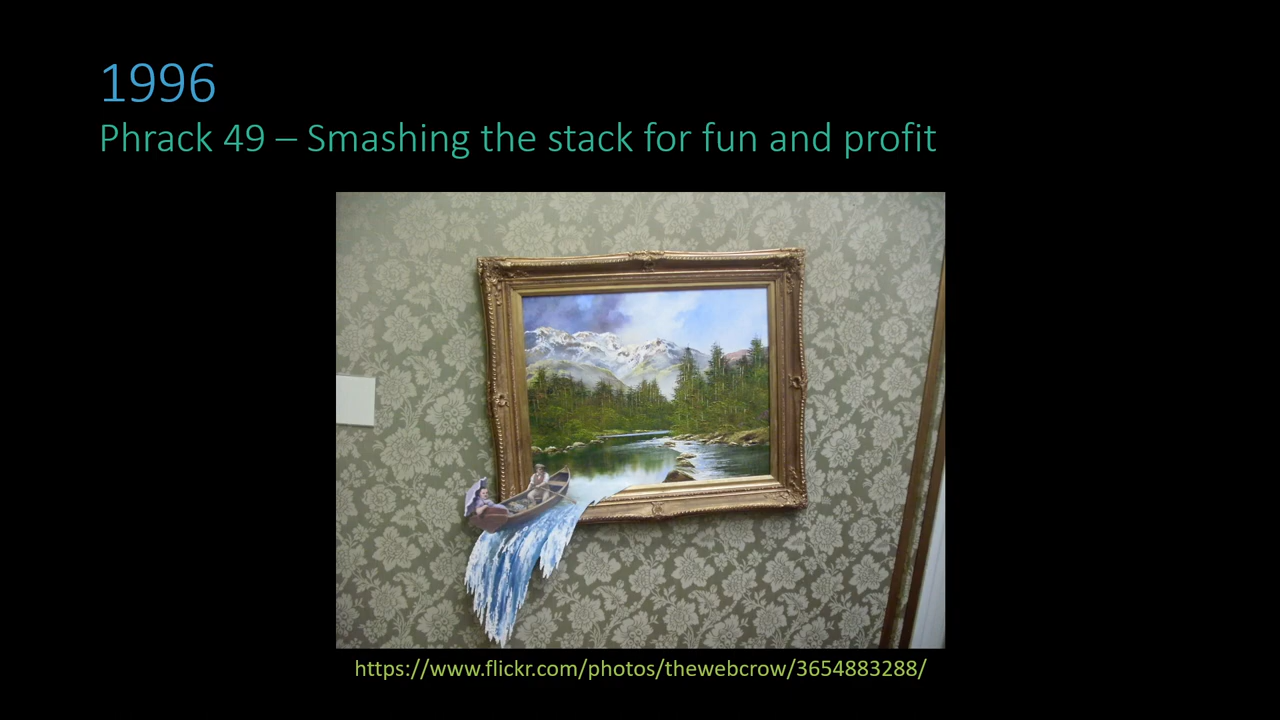 1996
Phrack 49 – Smashing the stack for fun and profit
https://www.flickr.com/photos/thewebcrow/3654883288/